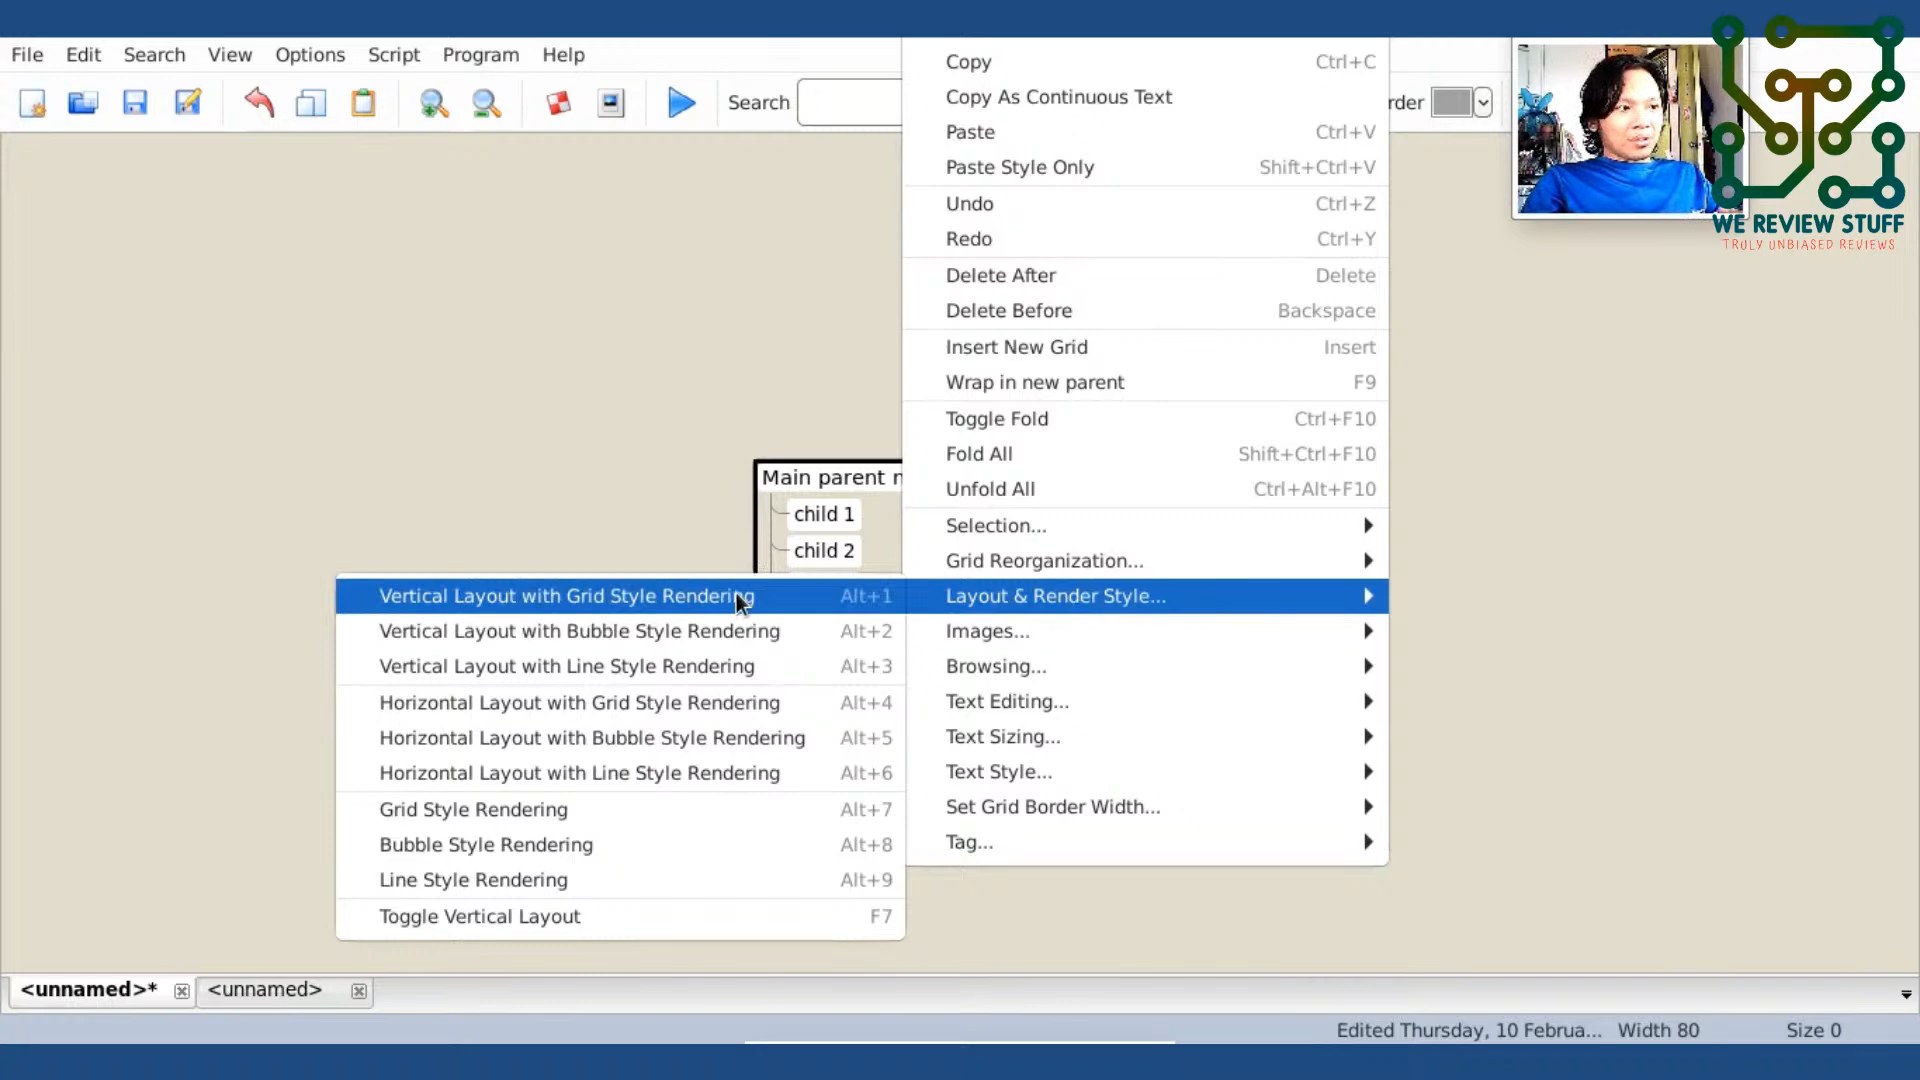 File Edit Search View Options Script Program Help
Search
rder
WE REVIEW STUFF
TRULY UNBIASED REVIEWS
Copy Ctrl+C
Copy As Continuous Text
Paste Ctrl+V
Paste Style Only Shift+Ctrl+V
Undo Ctrl+Z
Redo Ctrl+Y
Delete After Delete
Delete Before Backspace
Insert New Grid Insert
Wrap in new parent F9
Toggle Fold Ctrl+F10
Fold All Shift+Ctrl+F10
Unfold All Ctrl+Alt+F10
Selection...
Grid Reorganization...
Layout & Render Style...
Images...
Browsing...
Text Editing...
Text Sizing...
Text Style...
Set Grid Border Width...
Tag...
Main parent n
child 1
child 2
Vertical Layout with Grid Style Rendering Alt+1
Vertical Layout with Bubble Style Rendering Alt+2
Vertical Layout with Line Style Rendering Alt+3
Horizontal Layout with Grid Style Rendering Alt+4
Horizontal Layout with Bubble Style Rendering Alt+5
Horizontal Layout with Line Style Rendering Alt+6
Grid Style Rendering Alt+7
Bubble Style Rendering Alt+8
Line Style Rendering Alt+9
Toggle Vertical Layout F7
<unnamed>* <unnamed>
Edited Thursday, 10 Februa... Width 80 Size 0